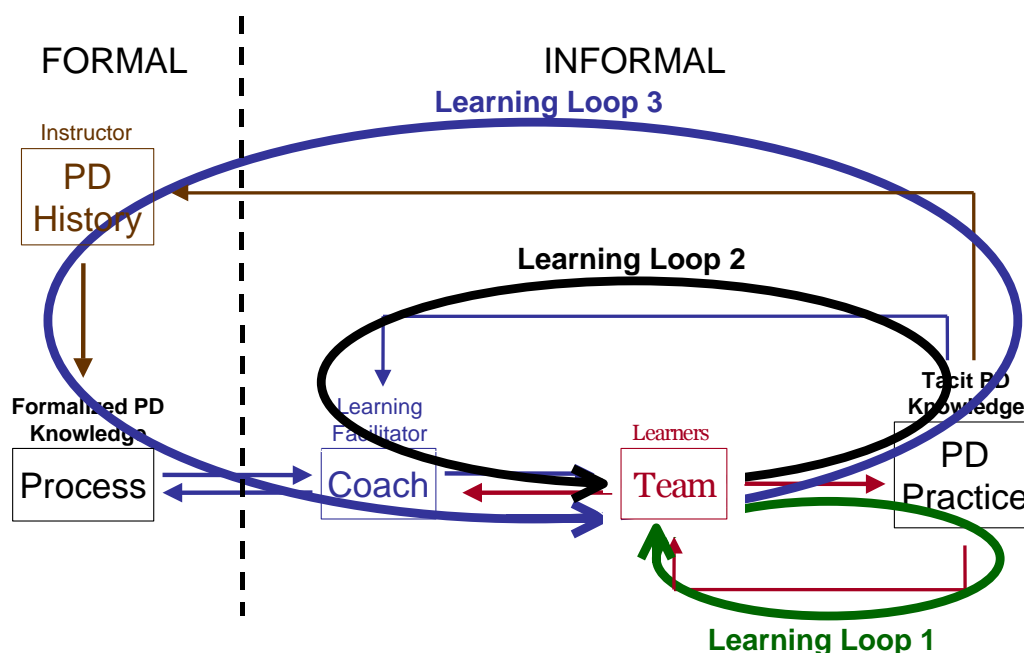 FORMAL
INFORMAL
Learning Loop 3
Instructor
PD
History
Learning Loop 2
Formalized PD
Knowledge
Process
Learning
Facilitator
Coach
Learners
Team
Tacit PD
Knowledge
PD
Practice
Learning Loop 1